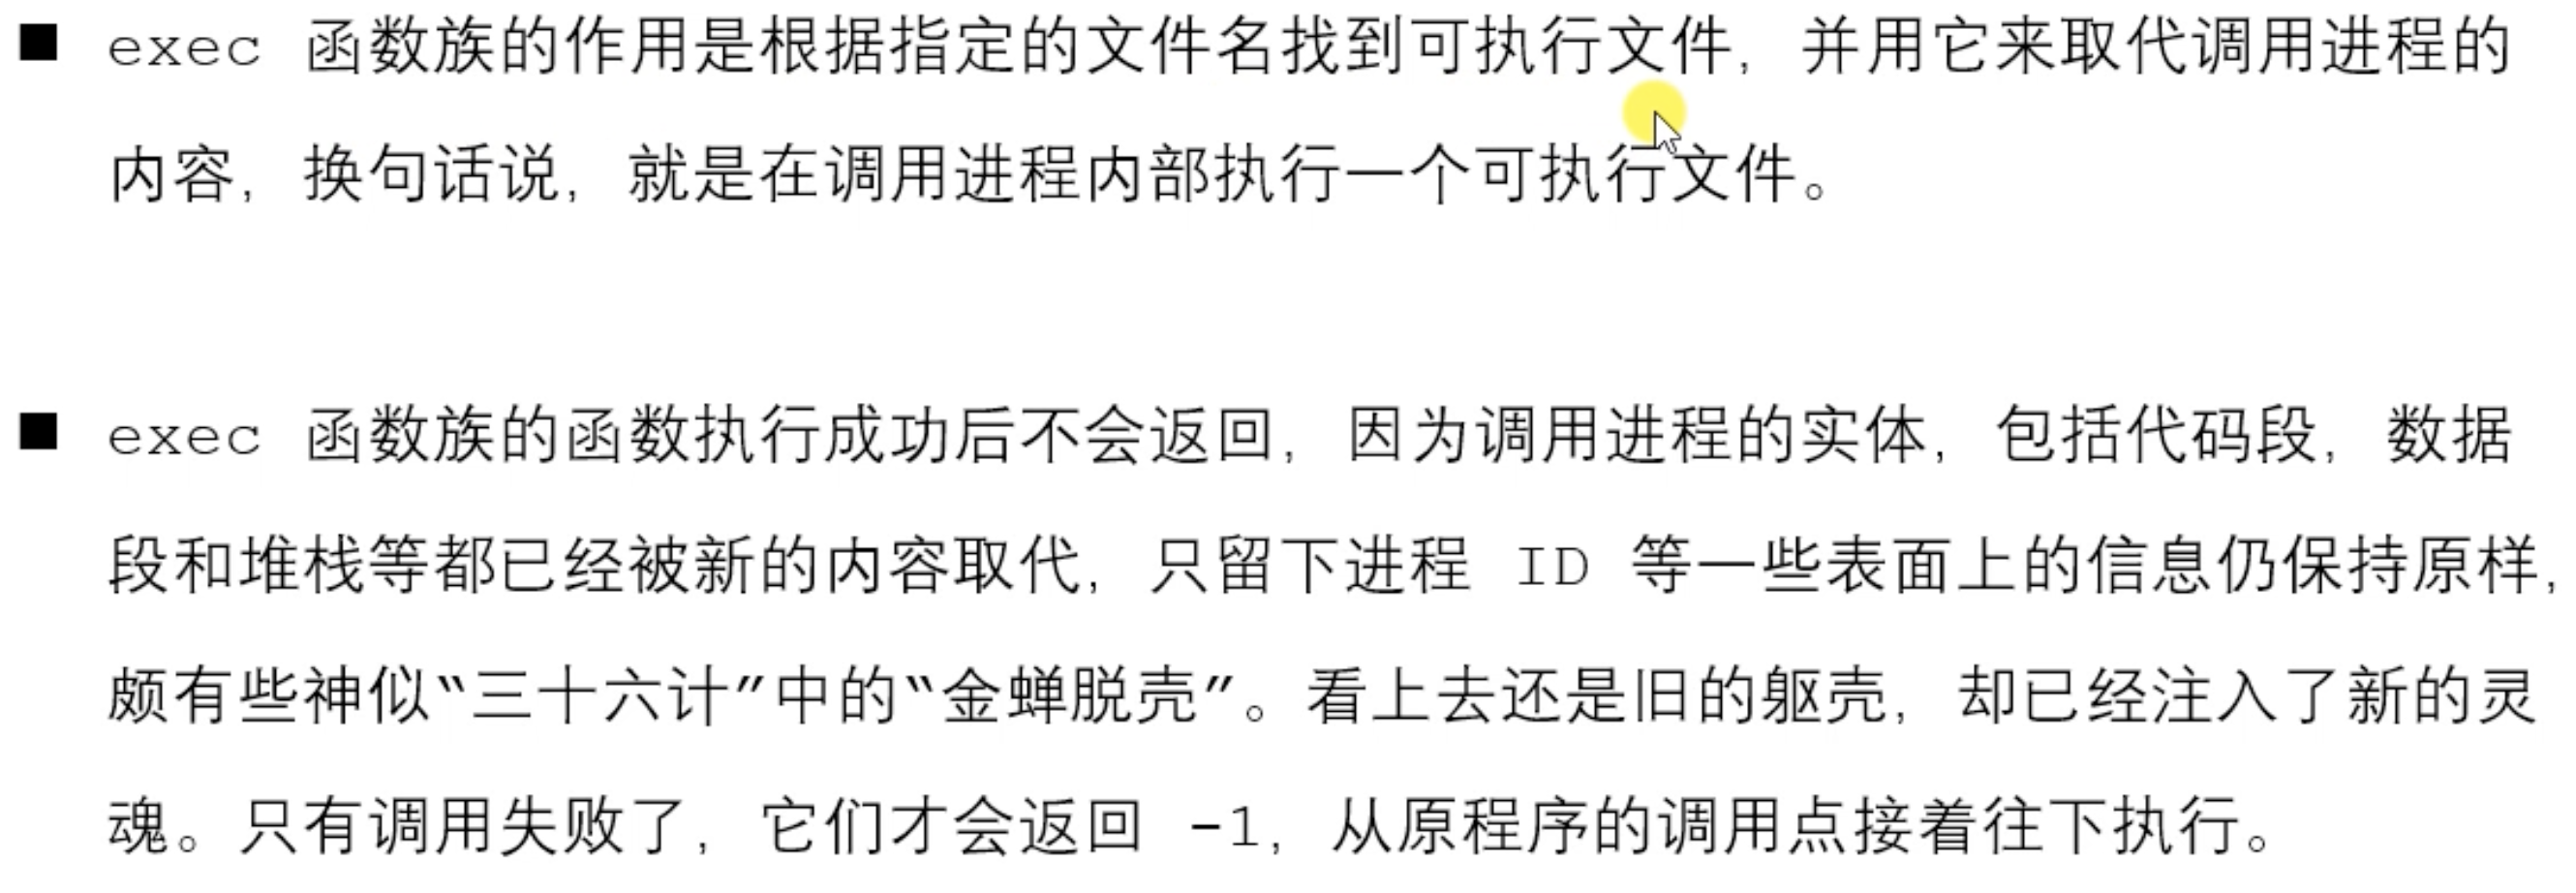 ■ exec 函数族的作用是根据指定的文件名找到可执行文件，并用它来取代调用进程的
内容，换句话说，就是在调用进程内部执行一个可执行文件。
■ exec 函数族的函数执行成功后不会返回，因为调用进程的实体，包括代码段，数据
段和堆栈等都已经被新的内容取代，只留下进程 ID 等一些表面上的信息仍保持原样，
颇有些神似“三十六计”中的“金蝉脱壳”。看上去还是旧的躯壳，却已经注入了新的灵
魂。只有调用失败了，它们才会返回 -1，从原程序的调用点接着往下执行。